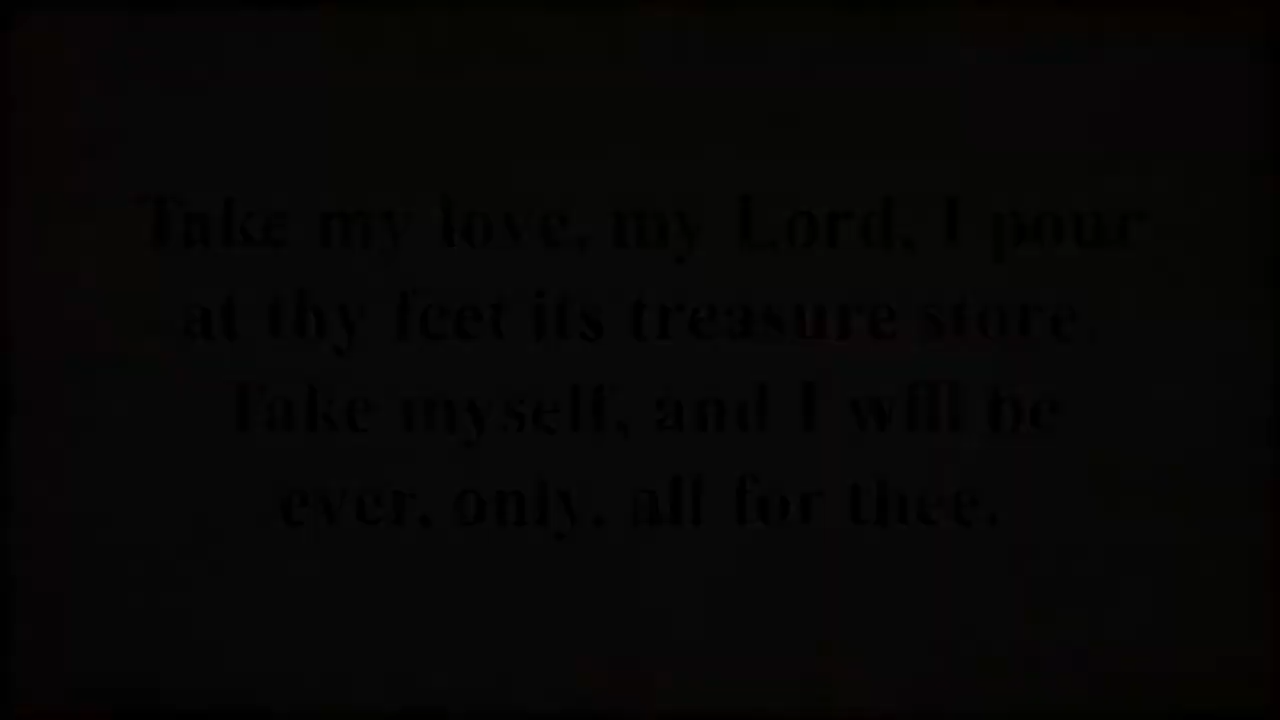 Take my love, my Lord, I pour
at thy feet its treasure store.
Take myself, and I will be
ever, only, all for thee.